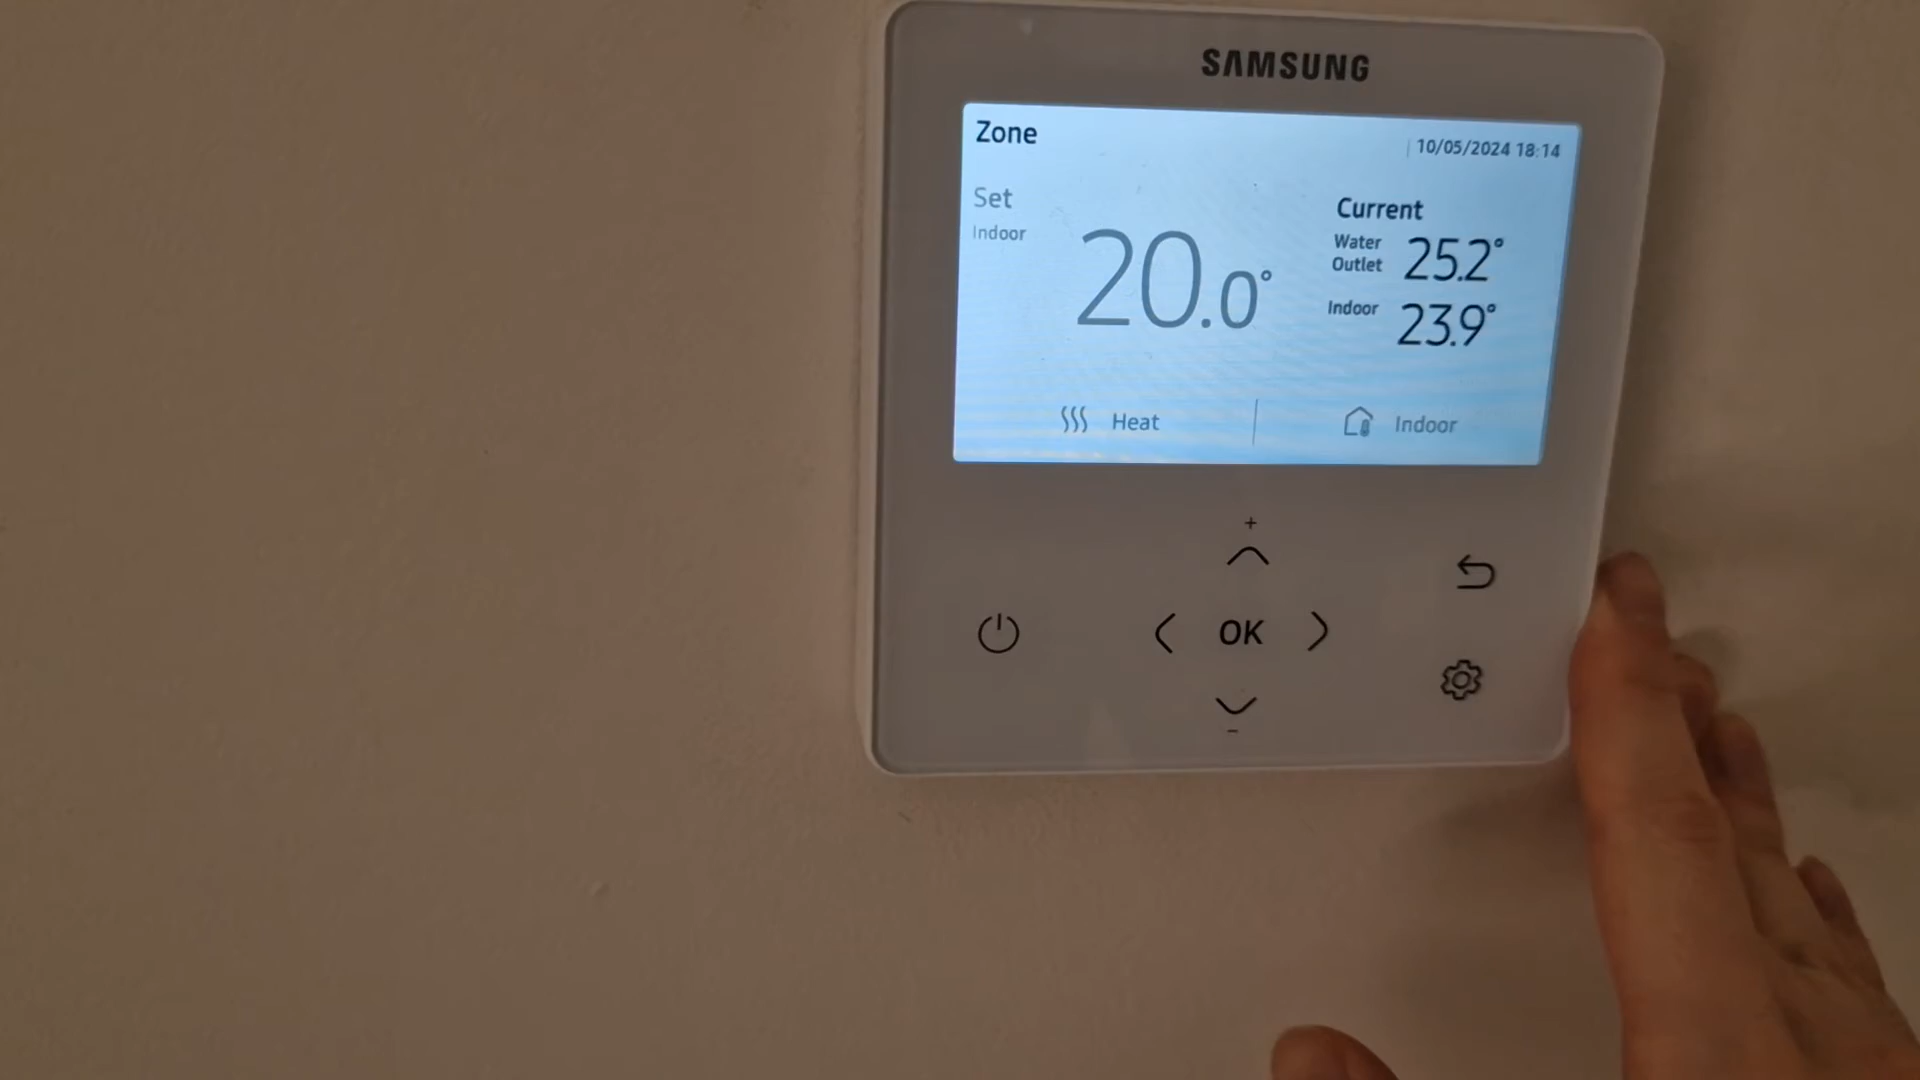 SAMSUNG
Zone
10/05/2024 18:14
Set
Indoor
20.0°
Current
Water
Outlet 25.2°
Indoor 23.9°
Heat
Indoor
+
OK
-